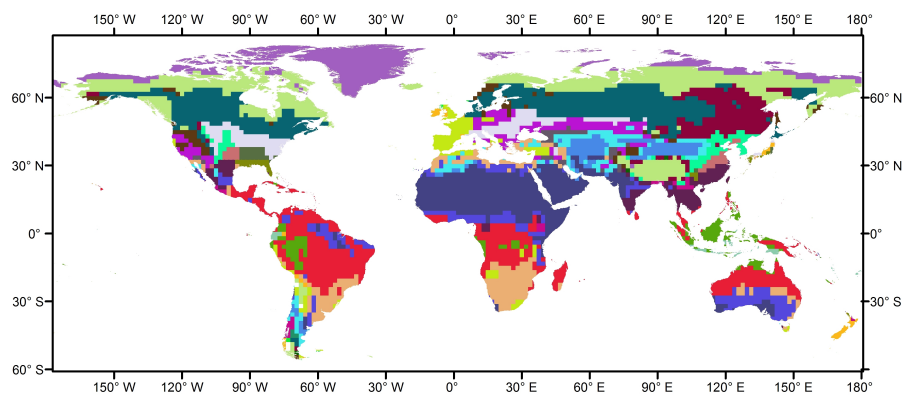 150° W 120° W 90° W 60° W 30° W 0° 30° E 60° E 90° E 120° E 150° E 180°
60° N 60° N
30° N 30° N
0° 0°
30° S 30° S
60° S
150° W 120° W 90° W 60° W 30° W 0° 30° E 60° E 90° E 120° E 150° E 180°